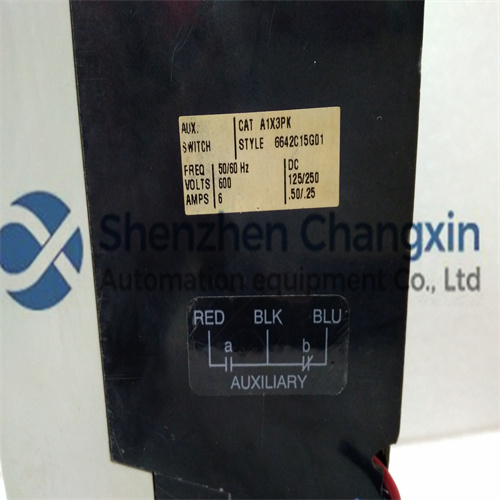 AUX. CAT A1X3PK
SWITCH STYLE 6642C15G01
FREQ 50/60 Hz DC
VOLTS 600 125/250
AMPS 6 .50/.25
Shenzhen Changxin
Automation equipment Co., Ltd
RED BLK BLU
a b
AUXILIARY